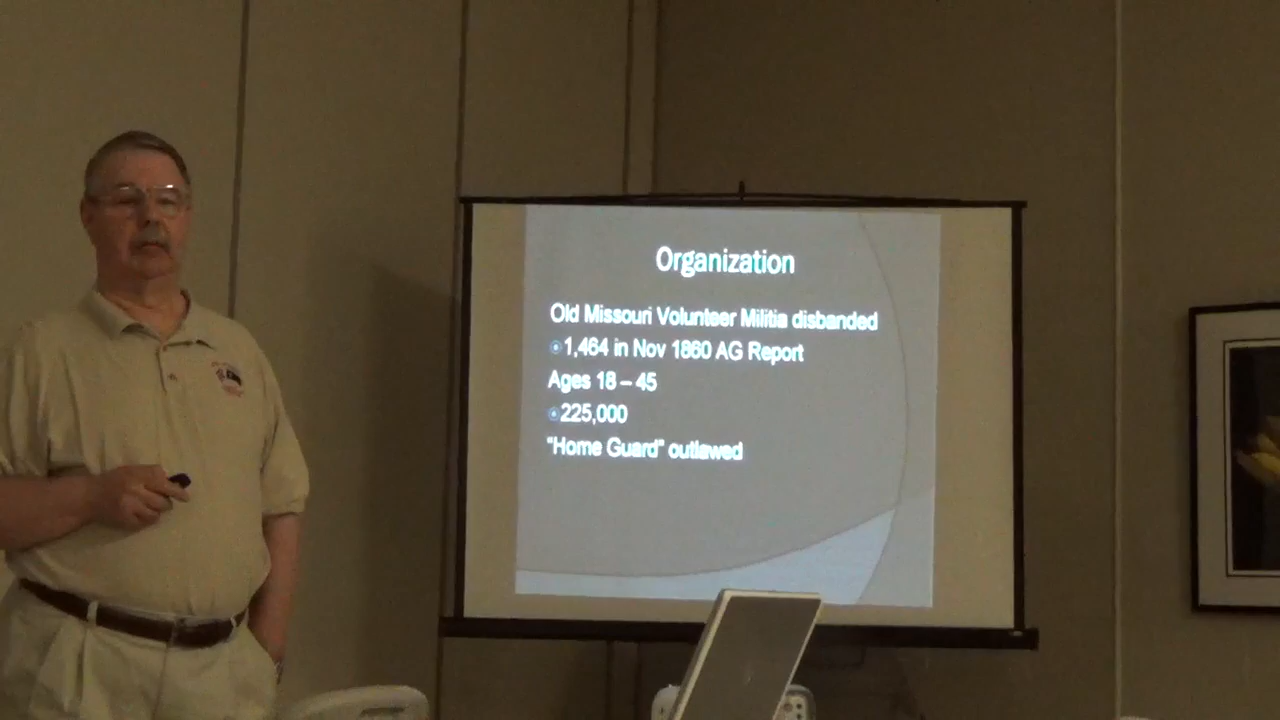 Organization
Old Missouri Volunteer Militia disbanded
1,464 in Nov 1860 AG Report
Ages 18 – 45
225,000
"Home Guard" outlawed